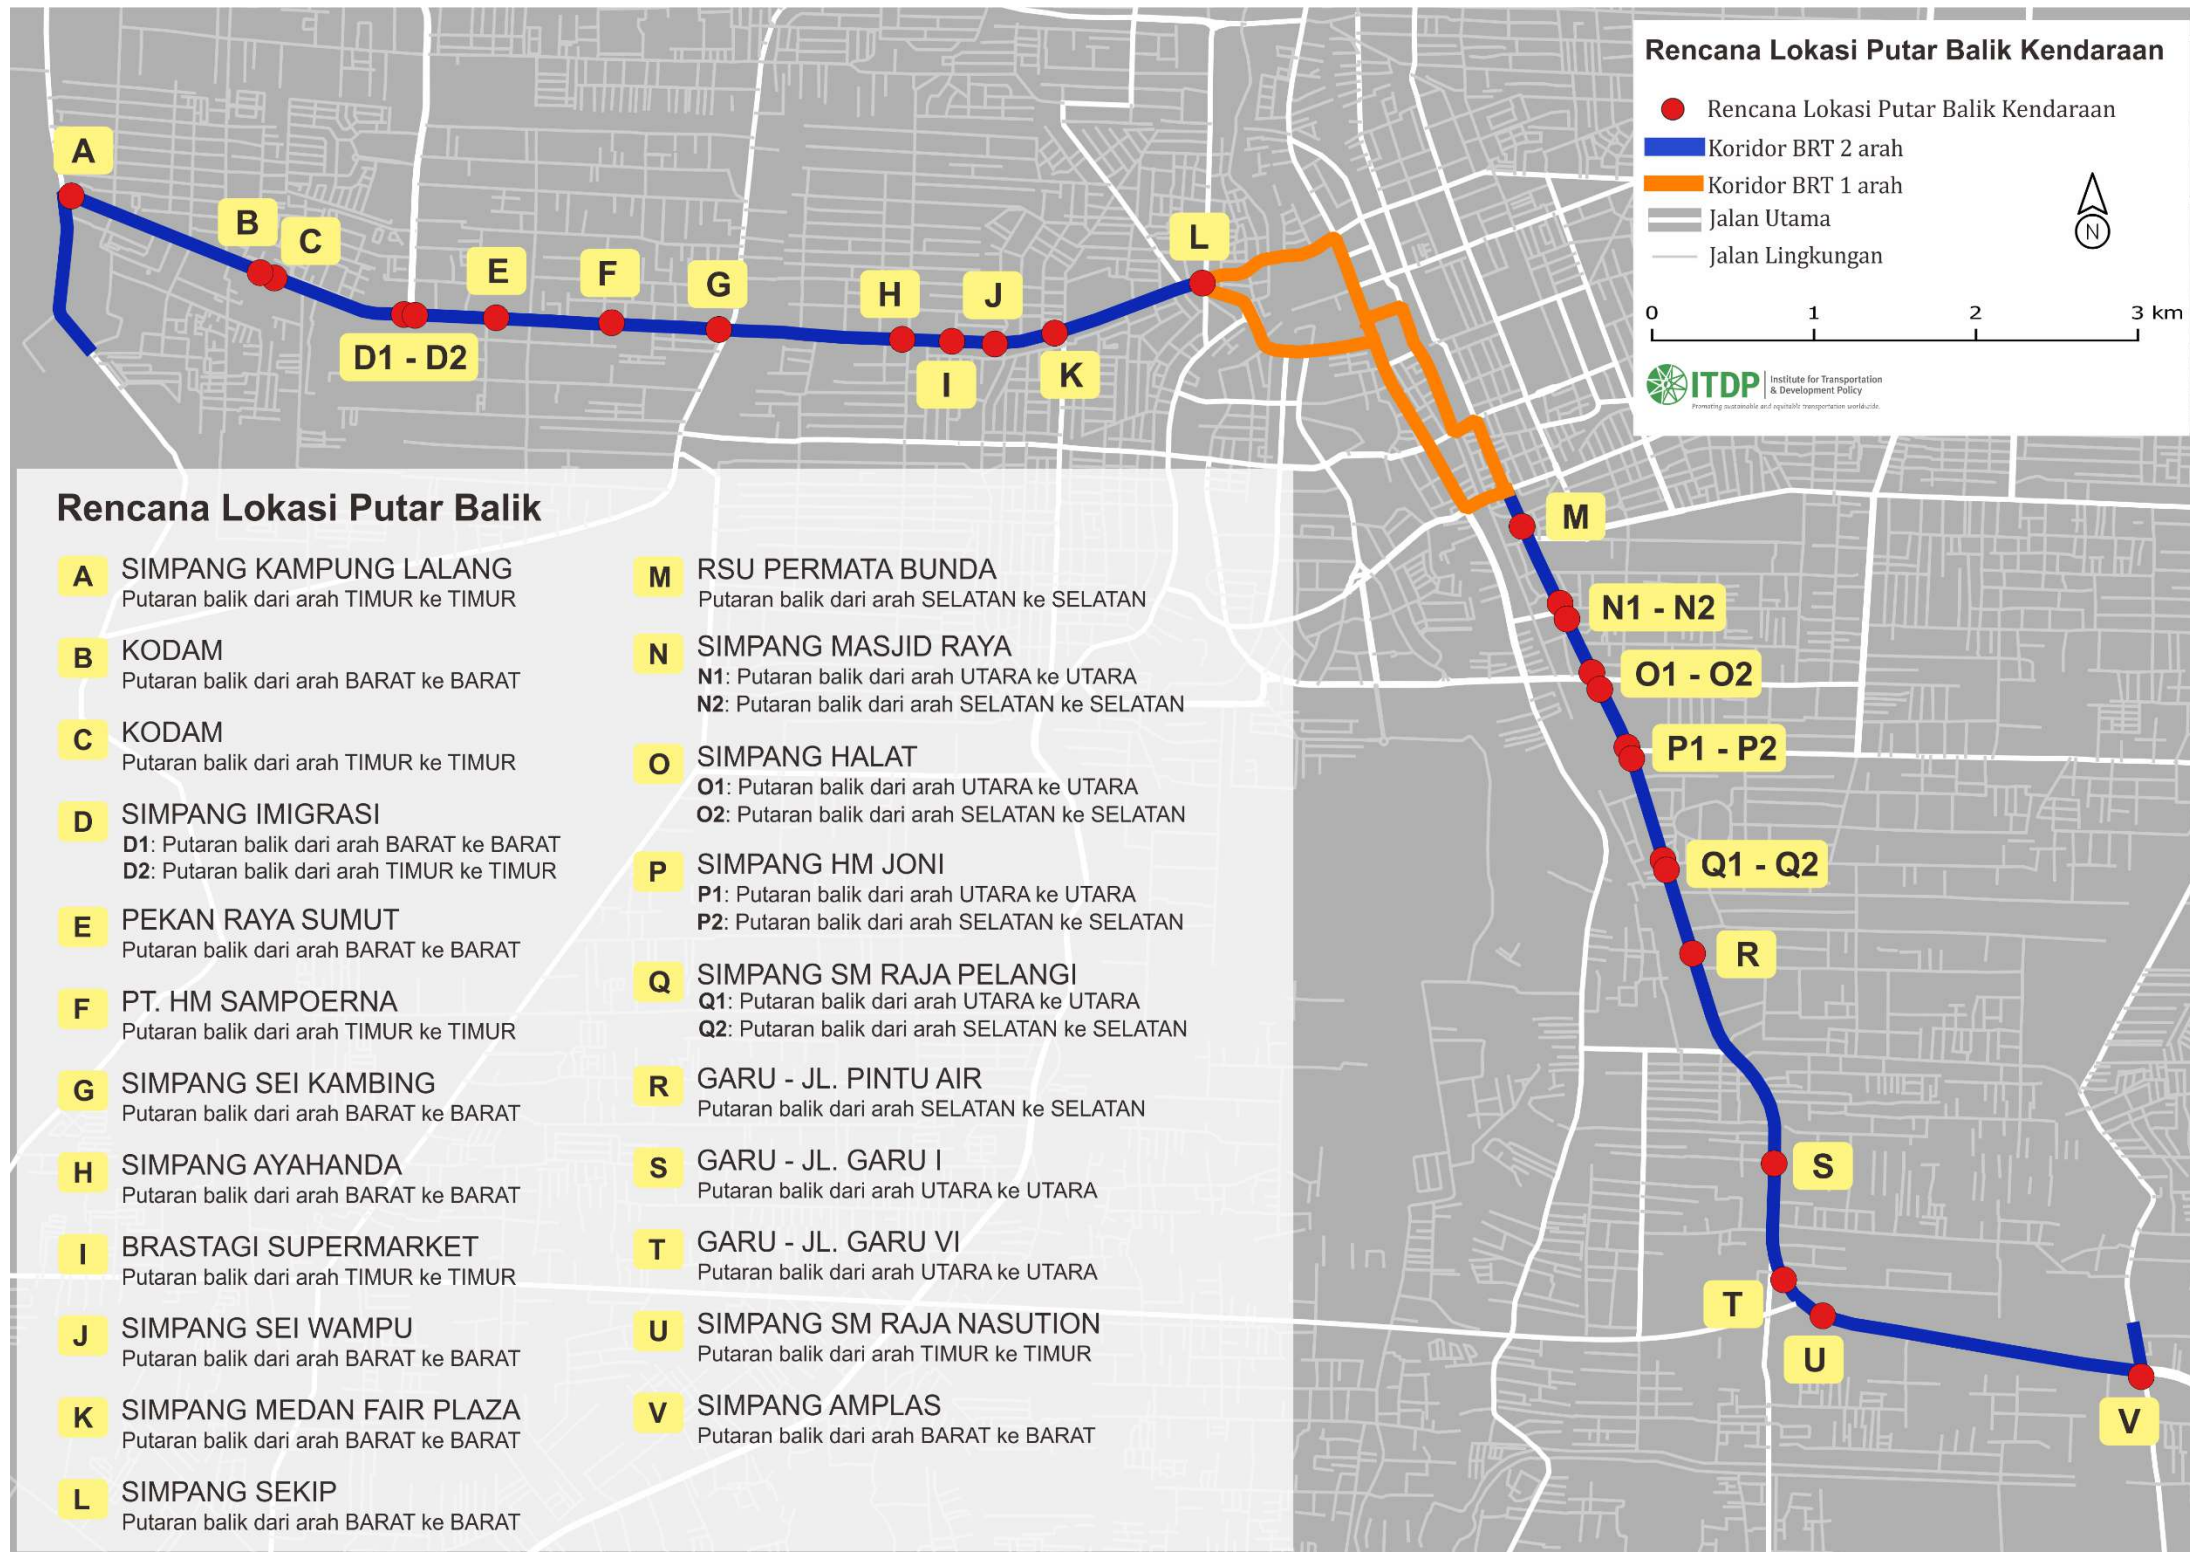 Rencana Lokasi Putar Balik Kendaraan
Rencana Lokasi Putar Balik Kendaraan
Koridor BRT 2 arah
Koridor BRT 1 arah
Jalan Utama
Jalan Lingkungan
N
0 1 2 3 km
ITDP
Institute for Transportation
& Development Policy
Promoting sustainable and equitable transportation worldwide.
A
B
C
D1 - D2
E
F
G
H
I
J
K
L
M
N1 - N2
O1 - O2
P1 - P2
Q1 - Q2
R
S
T
U
V
Rencana Lokasi Putar Balik
A SIMPANG KAMPUNG LALANG
Putaran balik dari arah TIMUR ke TIMUR
B KODAM
Putaran balik dari arah BARAT ke BARAT
C KODAM
Putaran balik dari arah TIMUR ke TIMUR
D SIMPANG IMIGRASI
D1: Putaran balik dari arah BARAT ke BARAT
D2: Putaran balik dari arah TIMUR ke TIMUR
E PEKAN RAYA SUMUT
Putaran balik dari arah BARAT ke BARAT
F PT. HM SAMPOERNA
Putaran balik dari arah TIMUR ke TIMUR
G SIMPANG SEI KAMBING
Putaran balik dari arah BARAT ke BARAT
H SIMPANG AYAHANDA
Putaran balik dari arah BARAT ke BARAT
I BRASTAGI SUPERMARKET
Putaran balik dari arah TIMUR ke TIMUR
J SIMPANG SEI WAMPU
Putaran balik dari arah BARAT ke BARAT
K SIMPANG MEDAN FAIR PLAZA
Putaran balik dari arah BARAT ke BARAT
L SIMPANG SEKIP
Putaran balik dari arah BARAT ke BARAT
M RSU PERMATA BUNDA
Putaran balik dari arah SELATAN ke SELATAN
N SIMPANG MASJID RAYA
N1: Putaran balik dari arah UTARA ke UTARA
N2: Putaran balik dari arah SELATAN ke SELATAN
O SIMPANG HALAT
O1: Putaran balik dari arah UTARA ke UTARA
O2: Putaran balik dari arah SELATAN ke SELATAN
P SIMPANG HM JONI
P1: Putaran balik dari arah UTARA ke UTARA
P2: Putaran balik dari arah SELATAN ke SELATAN
Q SIMPANG SM RAJA PELANGI
Q1: Putaran balik dari arah UTARA ke UTARA
Q2: Putaran balik dari arah SELATAN ke SELATAN
R GARU - JL. PINTU AIR
Putaran balik dari arah SELATAN ke SELATAN
S GARU - JL. GARU I
Putaran balik dari arah UTARA ke UTARA
T GARU - JL. GARU VI
Putaran balik dari arah UTARA ke UTARA
U SIMPANG SM RAJA NASUTION
Putaran balik dari arah TIMUR ke TIMUR
V SIMPANG AMPLAS
Putaran balik dari arah BARAT ke BARAT